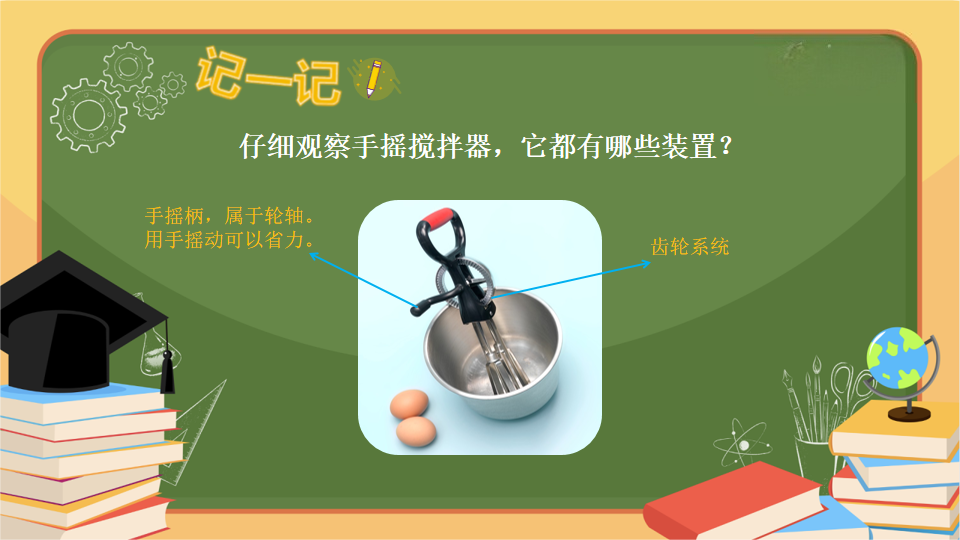 记一记
仔细观察手摇搅拌器，它都有哪些装置？
手摇柄，属于轮轴。
用手摇动可以省力。
齿轮系统